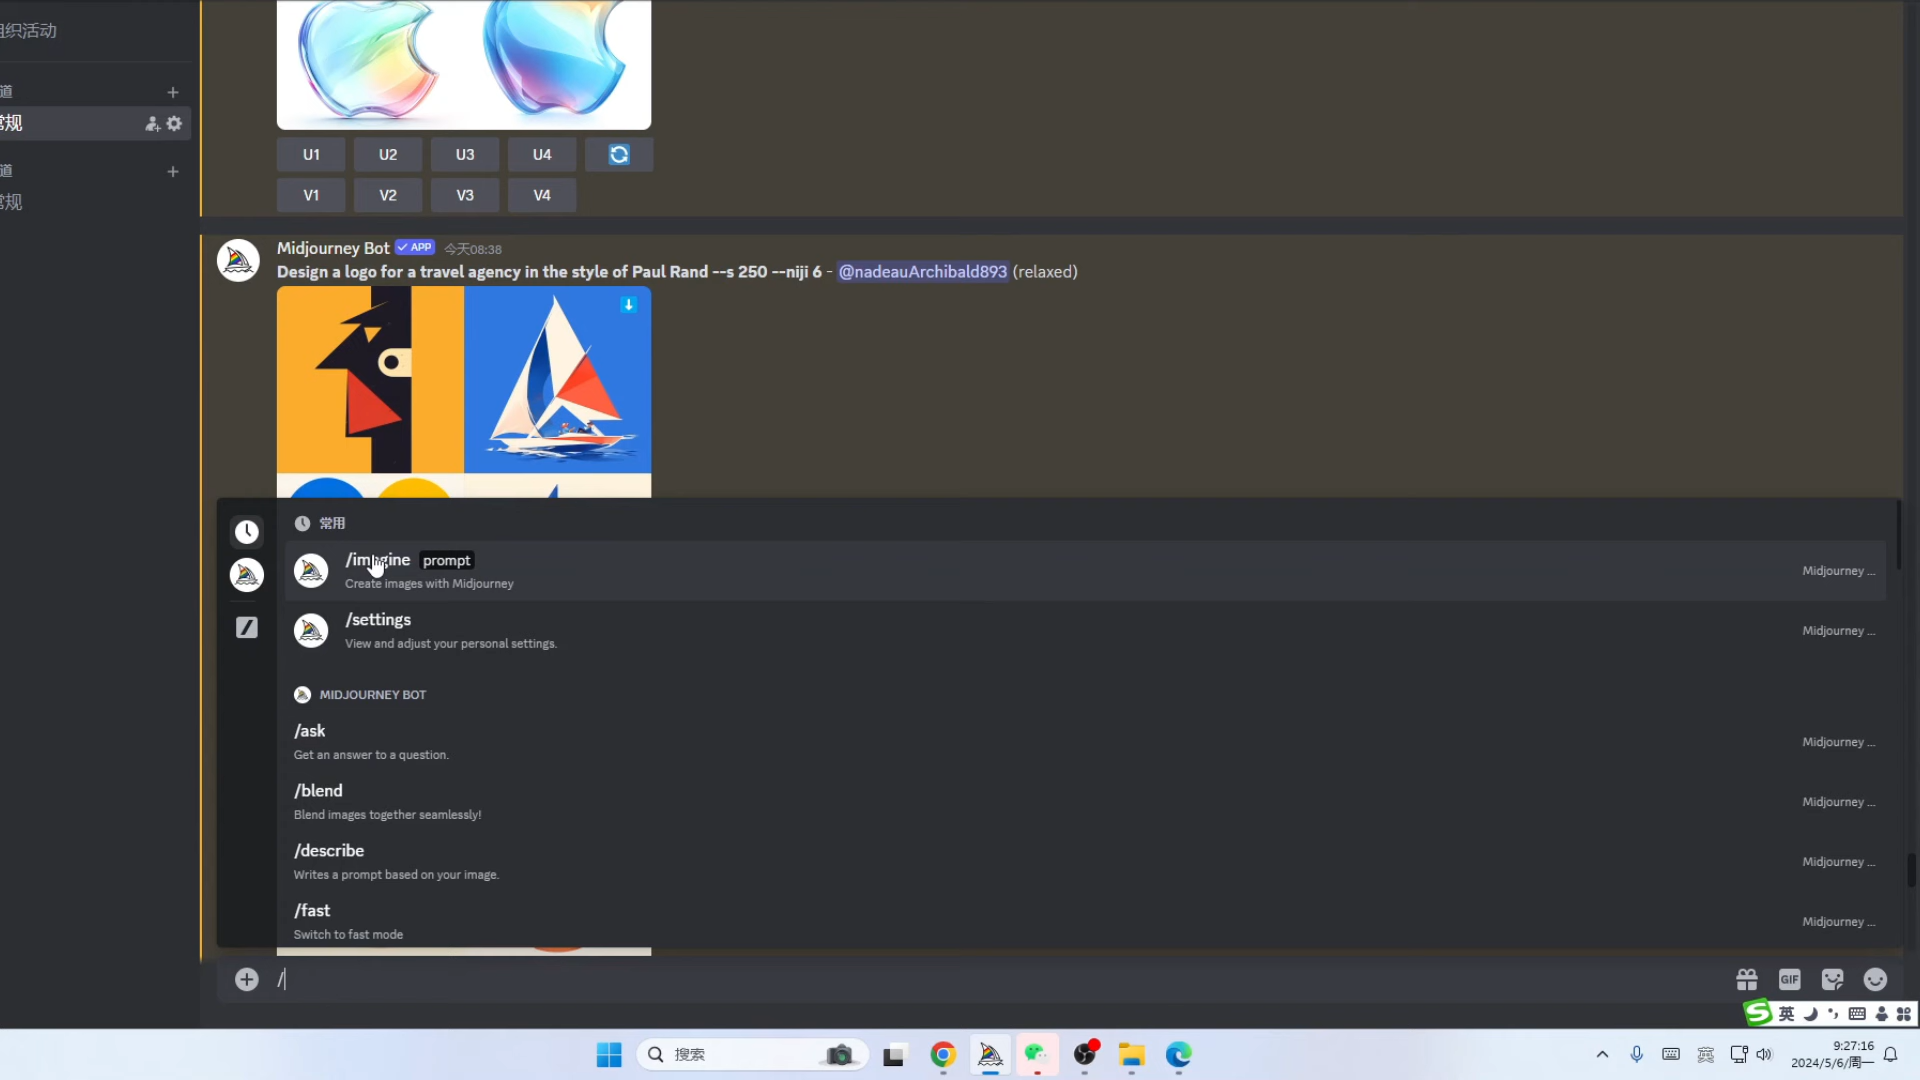 组织活动
道
常规
道
常规
U1 U2 U3 U4
V1 V2 V3 V4
Midjourney Bot APP 今天08:38
Design a logo for a travel agency in the style of Paul Rand --s 250 --niji 6 - @nadeauArchibald893 (relaxed)
常用
/imagine prompt
Create images with Midjourney
Midjourney ...
/settings
View and adjust your personal settings.
Midjourney ...
MIDJOURNEY BOT
/ask
Get an answer to a question.
Midjourney ...
/blend
Blend images together seamlessly!
Midjourney ...
/describe
Writes a prompt based on your image.
Midjourney ...
/fast
Switch to fast mode
Midjourney ...
/
GIF
S 英
搜索
英
9:27:16
2024/5/6/周一